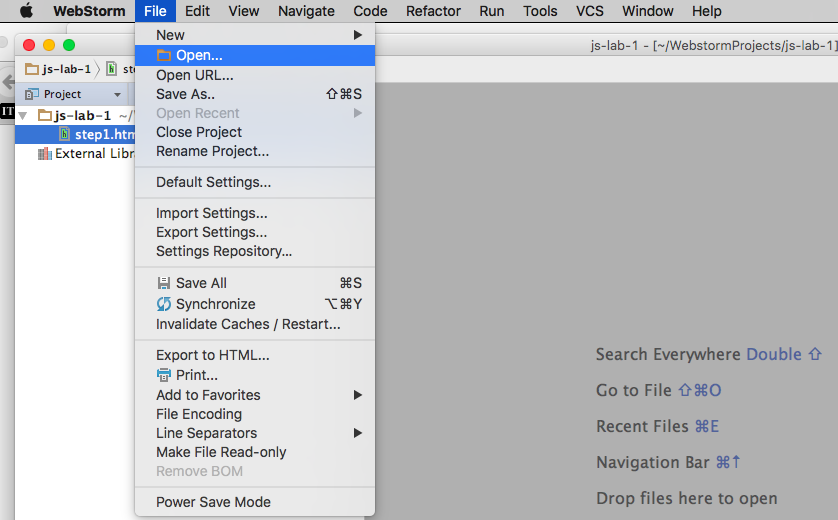 WebStorm File Edit View Navigate Code Refactor Run Tools VCS Window Help
js-lab-1 - [~/WebstormProjects/js-lab-1]
js-lab-1
Project
IT
js-lab-1
step1.htm
External
New
Open...
Open URL...
Save As.. ⇧⌘S
Open Recent
Close Project
Rename Project...
Default Settings...
Import Settings...
Export Settings...
Settings Repository...
Save All ⌘S
Synchronize ⌥⌘Y
Invalidate Caches / Restart...
Export to HTML...
Print...
Add to Favorites
File Encoding
Line Separators
Make File Read-only
Remove BOM
Power Save Mode
Search Everywhere Double ⇧
Go to File ⇧⌘O
Recent Files ⌘E
Navigation Bar ⌘↑
Drop files here to open